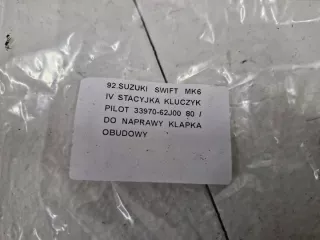 92.SUZUKI SWIFT MK6
IV STACYJKA KLUCZYK
PILOT 33970-62J00 80 /
DO NAPRAWY KLAPKA
OBUDOWY